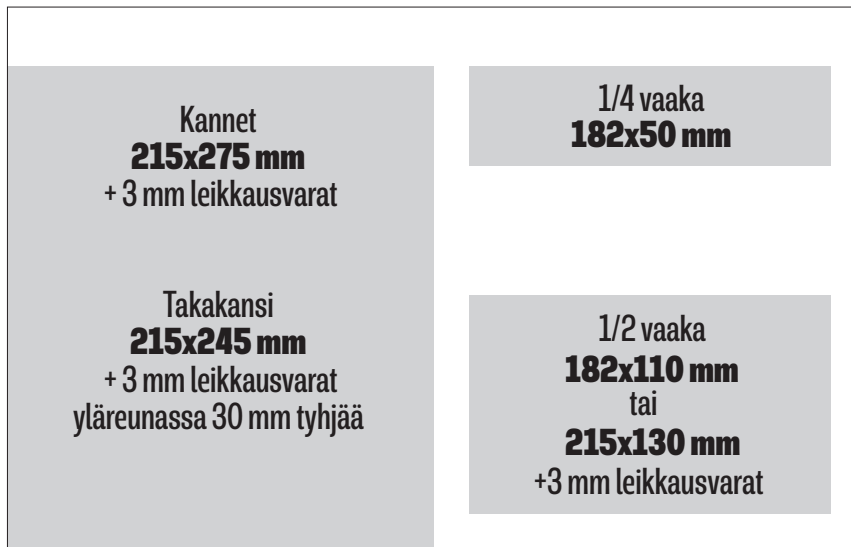 Kannet
215x275 mm
+ 3 mm leikkausvarat
Takakansi
215x245 mm
+ 3 mm leikkausvarat
yläreunassa 30 mm tyhjää
1/4 vaaka
182x50 mm
1/2 vaaka
182x110 mm
tai
215x130 mm
+3 mm leikkausvarat